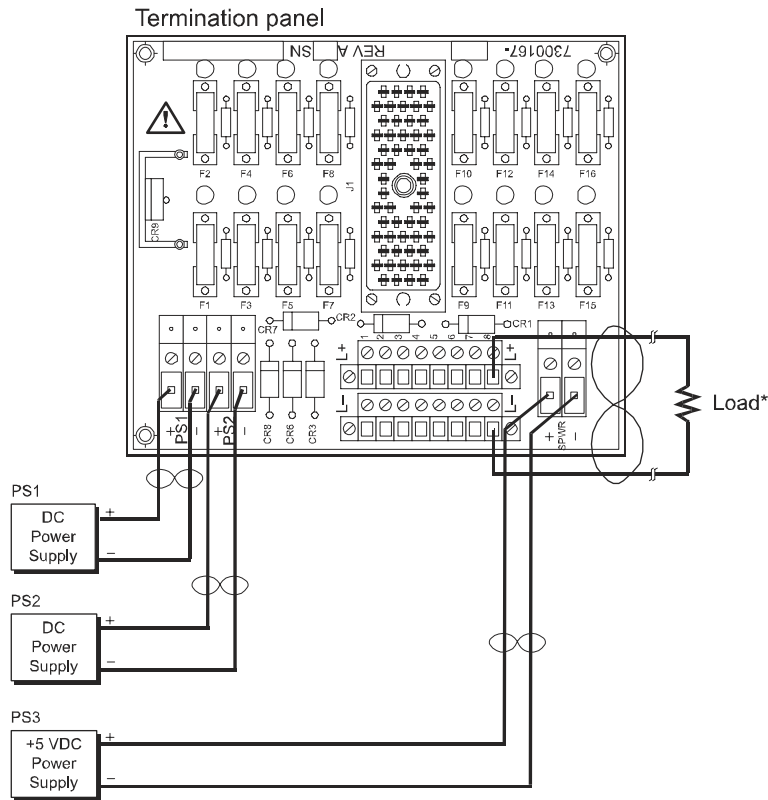 Termination panel
SN REV A 7300167-
F2 F4 F6 F8 J1 F10 F12 F14 F16
CR9
F1 F3 F5 F7 F9 F11 F13 F15
CR7 CR2 CR1
1 2 3 4 5 6 7 8
L+ L+
L- L-
CR8 CR6 CR3
+ PS1 - + PS2 -
+ SPWR -
Load*
PS1
DC
Power
Supply
+
-
PS2
DC
Power
Supply
+
-
PS3
+5 VDC
Power
Supply
+
-